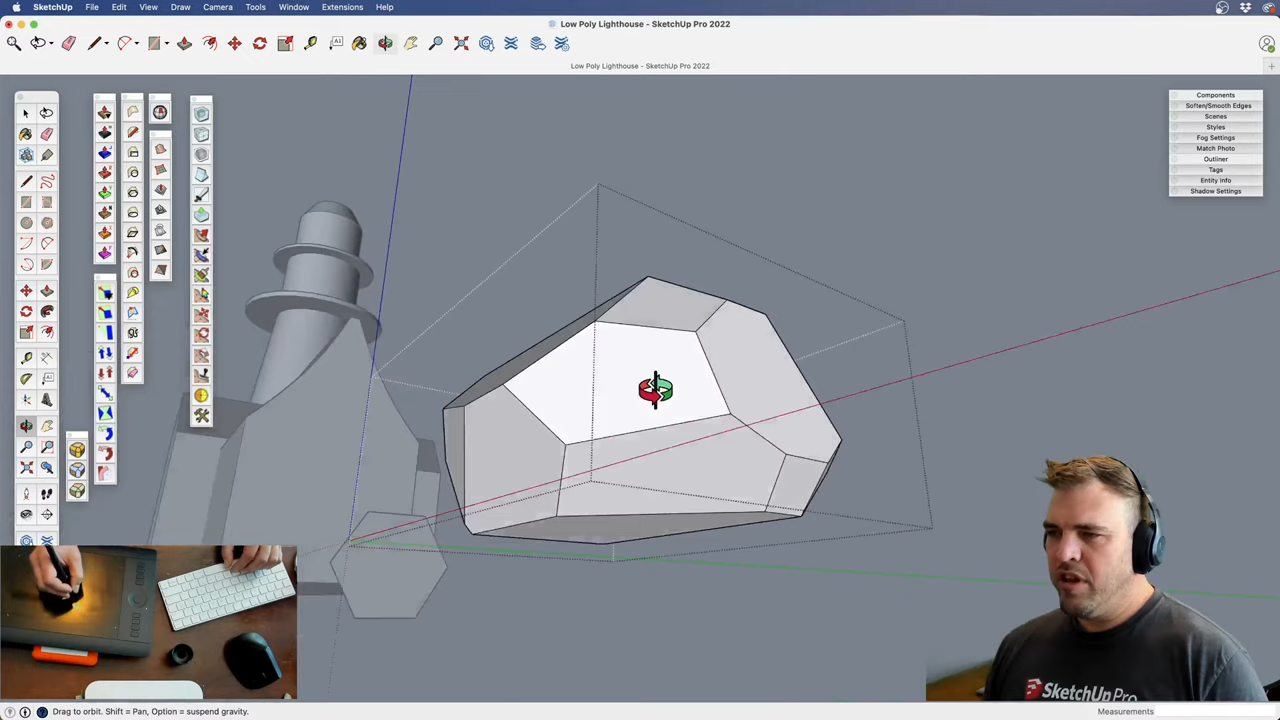 SketchUp File Edit View Draw Camera Tools Window Extensions Help
Low Poly Lighthouse - SketchUp Pro 2022
Low Poly Lighthouse - SketchUp Pro 2022
Components
Soften/Smooth Edges
Scenes
Styles
Fog Settings
Match Photo
Outliner
Tags
Entity Info
Shadow Settings
SketchUp Pro
Drag to orbit. Shift = Pan, Option = suspend gravity.
Measurements